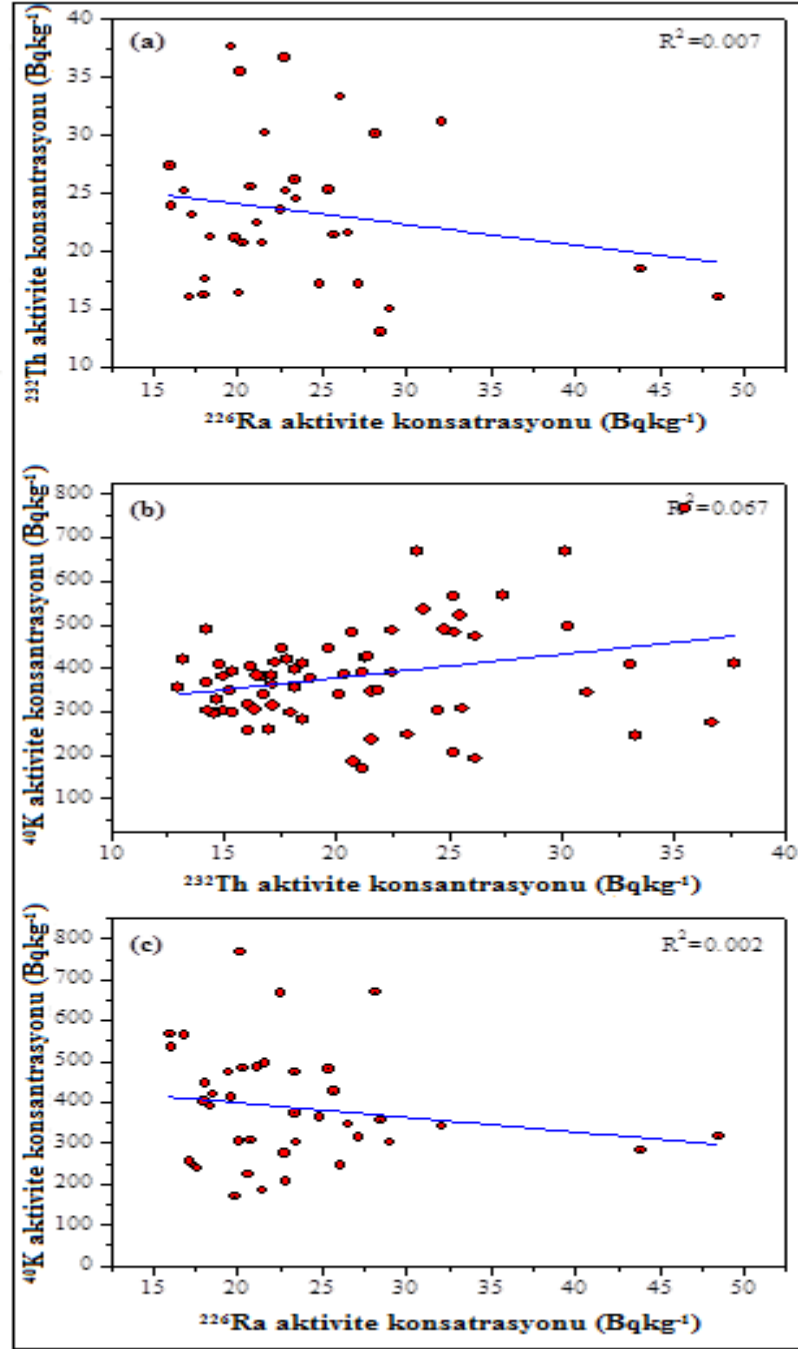 (a)
R²=0.007
40
35
30
25
20
15
10
²³²Th aktivite konsantrasyonu (Bqkg⁻¹)
15 20 25 30 35 40 45 50
²²⁶Ra aktivite konsatrasyonu (Bqkg⁻¹)
(b)
R²=0.067
800
700
600
500
400
300
200
100
⁴⁰K aktivite konsantrasyonu (Bqkg⁻¹)
10 15 20 25 30 35 40
²³²Th aktivite konsantrasyonu (Bqkg⁻¹)
(c)
R²=0.002
800
700
600
500
400
300
200
100
0
⁴⁰K aktivite konsantrasyonu (Bqkg⁻¹)
15 20 25 30 35 40 45 50
²²⁶Ra aktivite konsatrasyonu (Bqkg⁻¹)